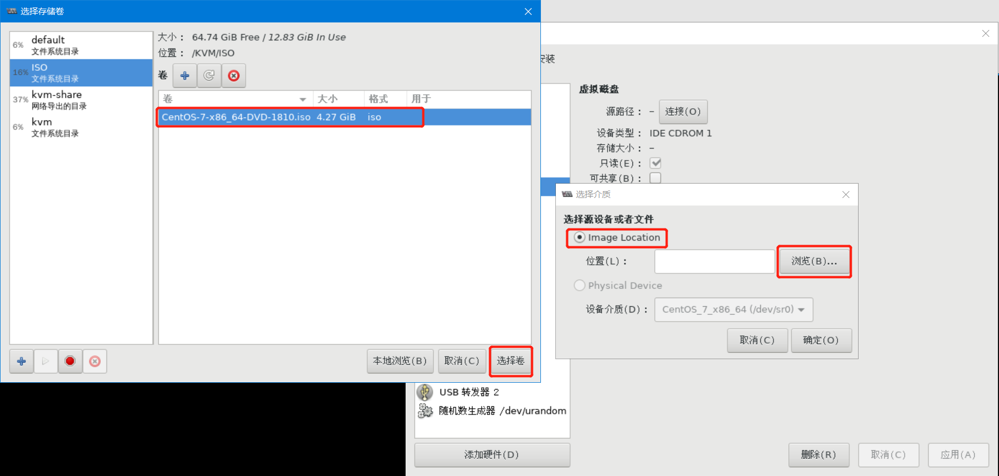 选择存储卷
6% default
文件系统目录
16% ISO
文件系统目录
37% kvm-share
网络导出的目录
6% kvm
文件系统目录
大小： 64.74 GiB Free / 12.83 GiB In Use
位置： /KVM/ISO
卷
卷 大小 格式 用于
CentOS-7-x86_64-DVD-1810.iso 4.27 GiB iso
本地浏览(B) 取消(C) 选择卷
安装
虚拟磁盘
源路径： – 连接(O)
设备类型： IDE CDROM 1
存储大小： –
只读(E)：
可共享(B)：
选择介质
选择源设备或者文件
Image Location
位置(L)： 浏览(B)...
Physical Device
设备介质(D)： CentOS_7_x86_64 (/dev/sr0)
取消(C) 确定(O)
USB 转发器 2
随机数生成器 /dev/urandom
添加硬件(D) 删除(R) 取消(C) 应用(A)